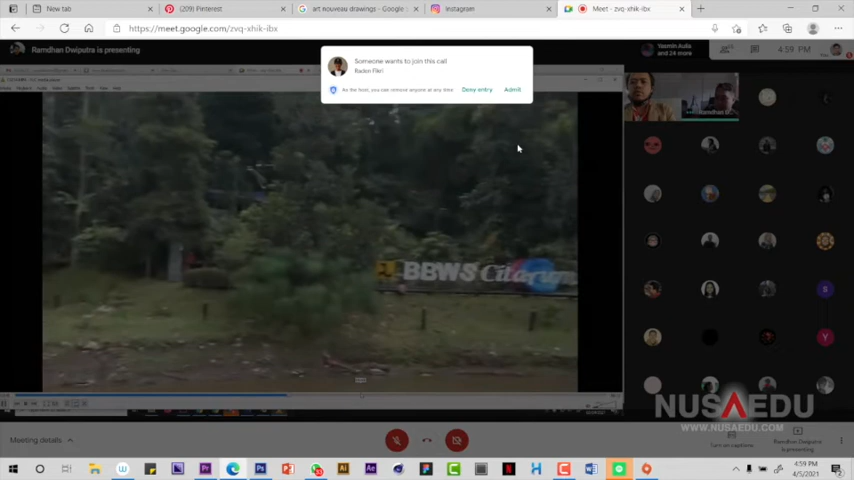 New tab
(209) Pinterest
art nouveau drawings - Google S
Instagram
Meet - zvq-xhik-ibx
https://meet.google.com/zvq-xhik-ibx
Ramdhan Dwiputra is presenting
Yasmin Aulia
and 24 more
4:59 PM
Someone wants to join this call
Raden Fikri
As the host, you can remove anyone at any time
Deny entry
Admit
Ramdhan D...
BBWS Citarum
S
Y
NUSAEDU
WWW.NUSAEDU.COM
Meeting details
Turn on captions
Ramdhan Dwiputra
is presenting
4:59 PM
4/5/2021